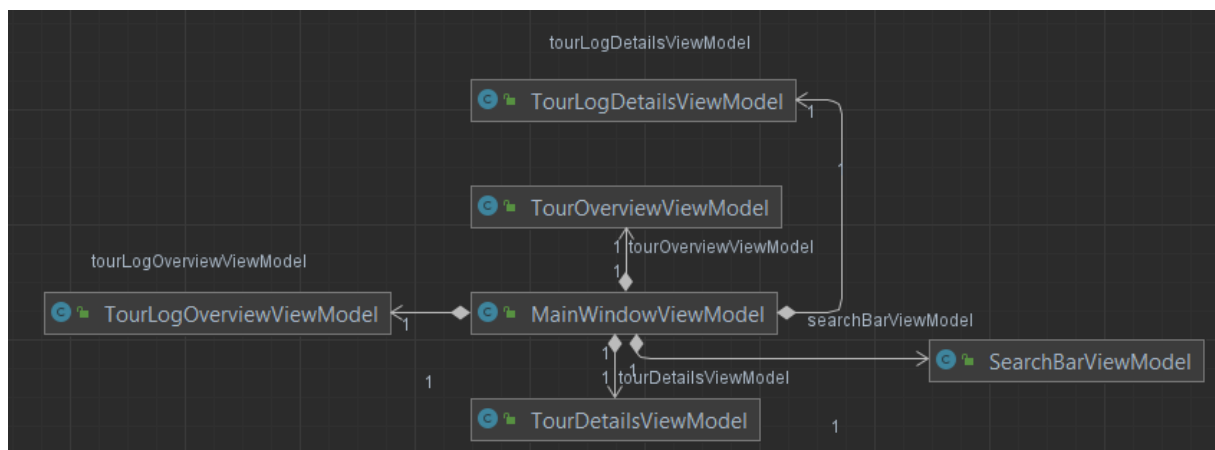 tourLogDetailsViewModel
C TourLogDetailsViewModel
1
1
C TourOverviewViewModel
1 tourOverviewViewModel
tourLogOverviewViewModel
1
C TourLogOverviewViewModel
1
C MainWindowViewModel
searchBarViewModel
1
1
C SearchBarViewModel
1 tourDetailsViewModel
1
C TourDetailsViewModel
1